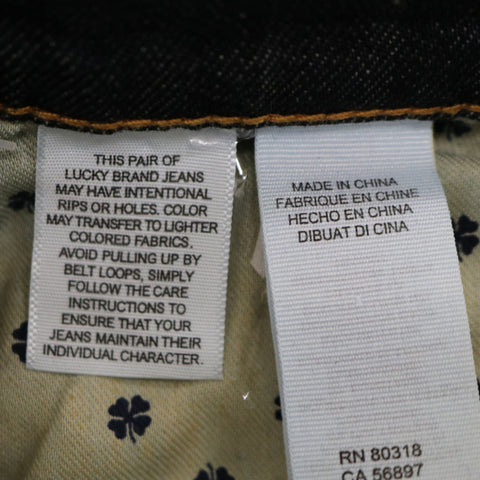 THIS PAIR OF
LUCKY BRAND JEANS
MAY HAVE INTENTIONAL
RIPS OR HOLES. COLOR
MAY TRANSFER TO LIGHTER
COLORED FABRICS.
AVOID PULLING UP BY
BELT LOOPS, SIMPLY
FOLLOW THE CARE
INSTRUCTIONS TO
ENSURE THAT YOUR
JEANS MAINTAIN THEIR
INDIVIDUAL CHARACTER.
MADE IN CHINA
FABRIQUE EN CHINE
HECHO EN CHINA
DIBUAT DI CINA
RN 80318
CA 56897